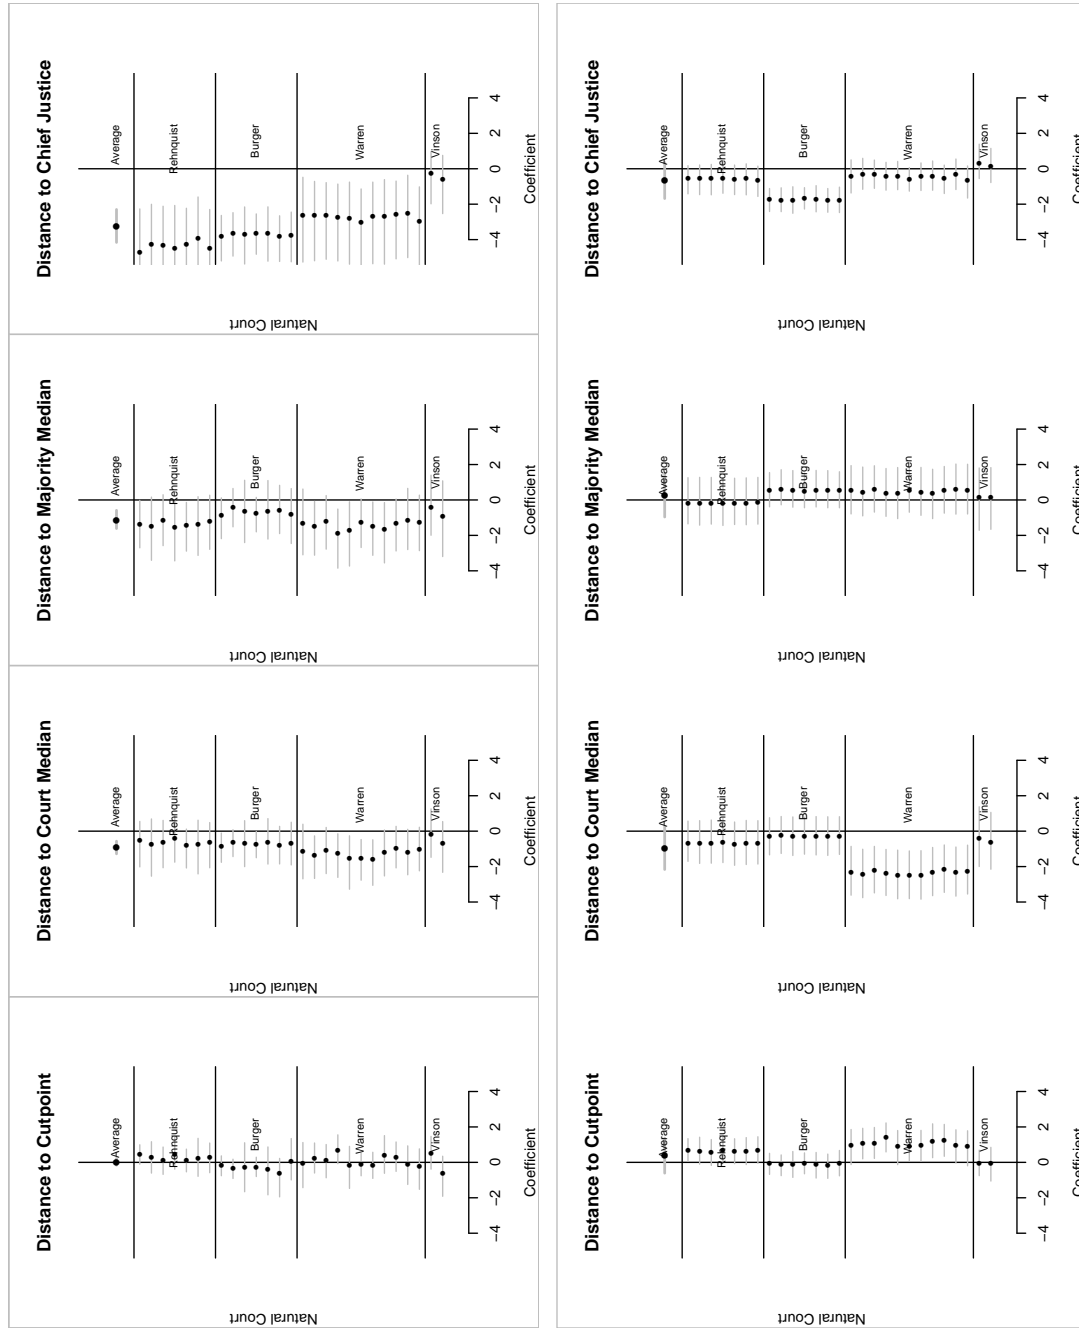 Distance to Cutpoint
Natural Court
Average
Rehnquist
Burger
Warren
Vinson
−4 −2 0 2 4
Coefficient
Distance to Court Median
Natural Court
Average
Rehnquist
Burger
Warren
Vinson
−4 −2 0 2 4
Coefficient
Distance to Majority Median
Natural Court
Average
Rehnquist
Burger
Warren
Vinson
−4 −2 0 2 4
Coefficient
Distance to Chief Justice
Natural Court
Average
Rehnquist
Burger
Warren
Vinson
−4 −2 0 2 4
Coefficient
Distance to Cutpoint
Natural Court
Average
Rehnquist
Burger
Warren
Vinson
−4 −2 0 2 4
Coefficient
Distance to Court Median
Natural Court
Average
Rehnquist
Burger
Warren
Vinson
−4 −2 0 2 4
Coefficient
Distance to Majority Median
Natural Court
Average
Rehnquist
Burger
Warren
Vinson
−4 −2 0 2 4
Coefficient
Distance to Chief Justice
Natural Court
Average
Rehnquist
Burger
Warren
Vinson
−4 −2 0 2 4
Coefficient